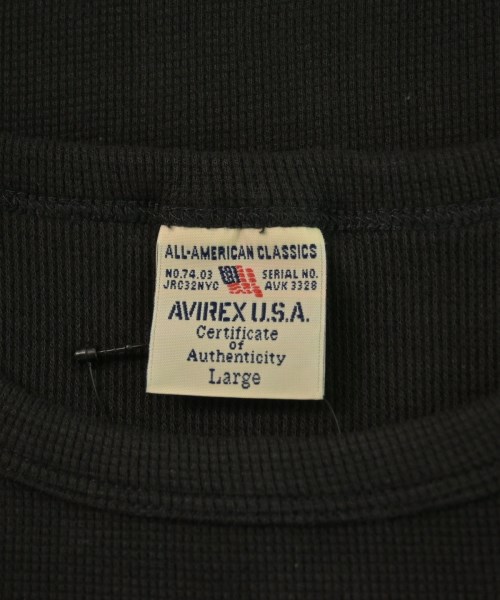 ALL-AMERICAN CLASSICS
NO.74.03 SERIAL NO.
JRC32NYC AVK 3328
AVIREX U.S.A.
Certificate
of
Authenticity
Large